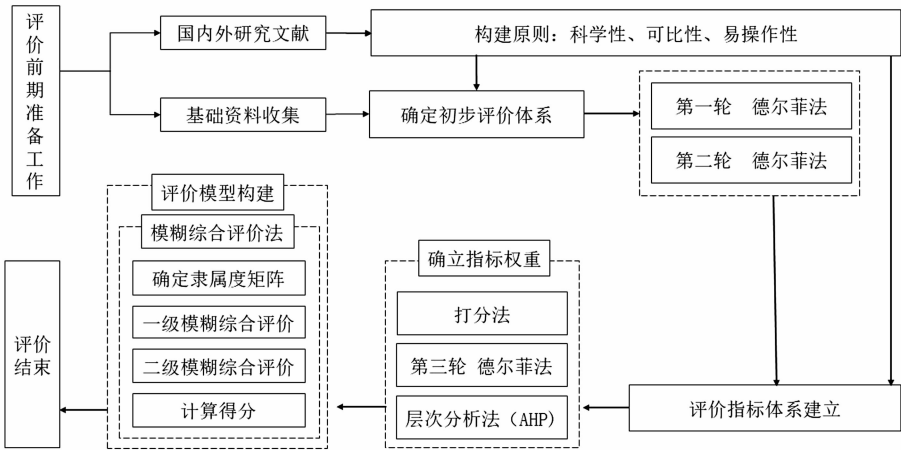 评价前期准备工作
国内外研究文献
构建原则：科学性、可比性、易操作性
基础资料收集
确定初步评价体系
第一轮 德尔菲法
第二轮 德尔菲法
评价模型构建
模糊综合评价法
确定隶属度矩阵
一级模糊综合评价
二级模糊综合评价
计算得分
确立指标权重
打分法
第三轮 德尔菲法
层次分析法（AHP)
评价指标体系建立
评价
结束